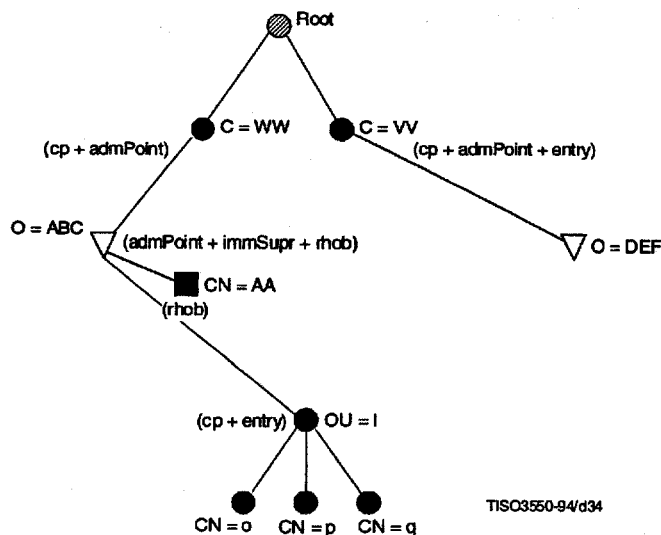 Root
C = WW
C = VV
(cp + admPoint)
(cp + admPoint + entry)
O = ABC
(admPoint + immSupr + rhob)
O = DEF
CN = AA
(rhob)
(cp + entry)
OU = I
CN = o
CN = p
CN = q
TISO3550-94/d34